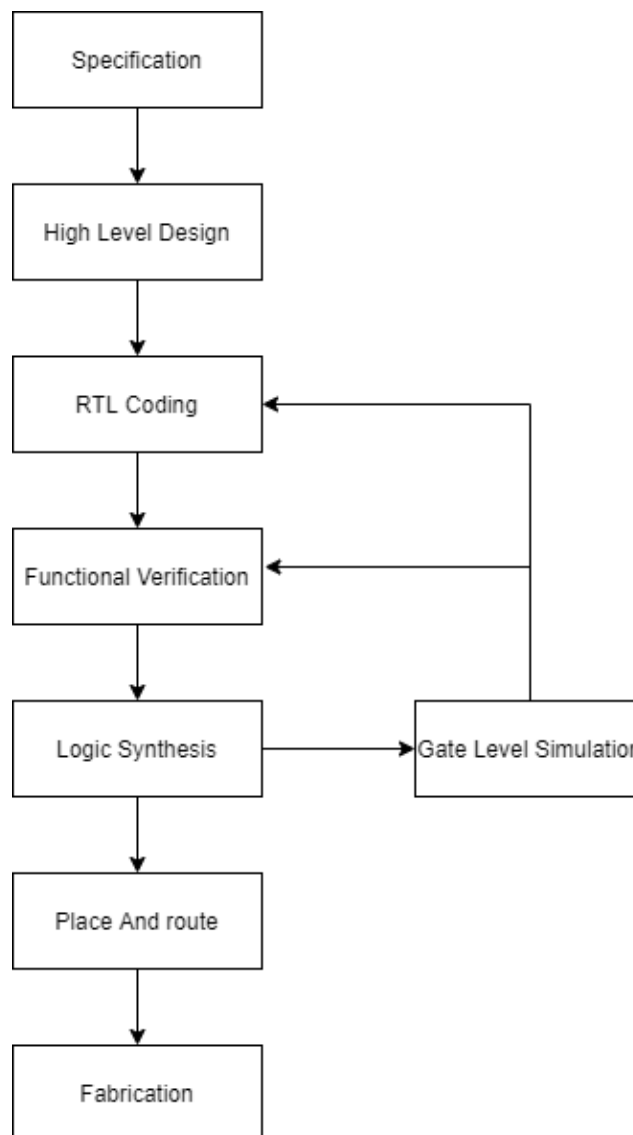 Specification
High Level Design
RTL Coding
Functional Verification
Logic Synthesis
Gate Level Simulation
Place And route
Fabrication